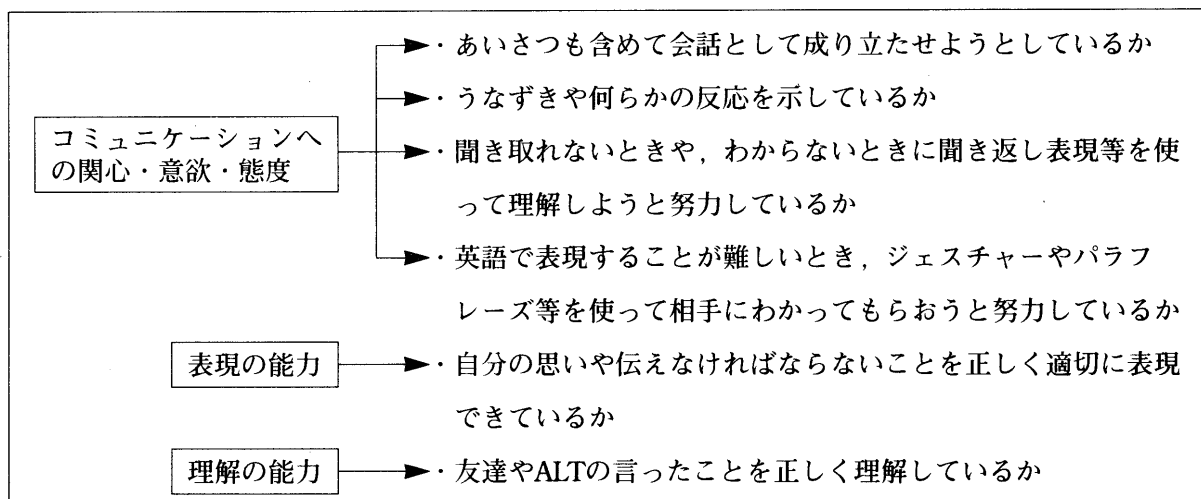 ・あいさつも含めて会話として成り立たせようとしているか
・うなずきや何らかの反応を示しているか
コミュニケーションへ
の関心・意欲・態度
・聞き取れないときや，わからないときに聞き返し表現等を使
って理解しようと努力しているか
・英語で表現することが難しいとき，ジェスチャーやパラフ
レーズ等を使って相手にわかってもらおうと努力しているか
表現の能力
・自分の思いや伝えなければならないことを正しく適切に表現
できているか
理解の能力
・友達やALTの言ったことを正しく理解しているか